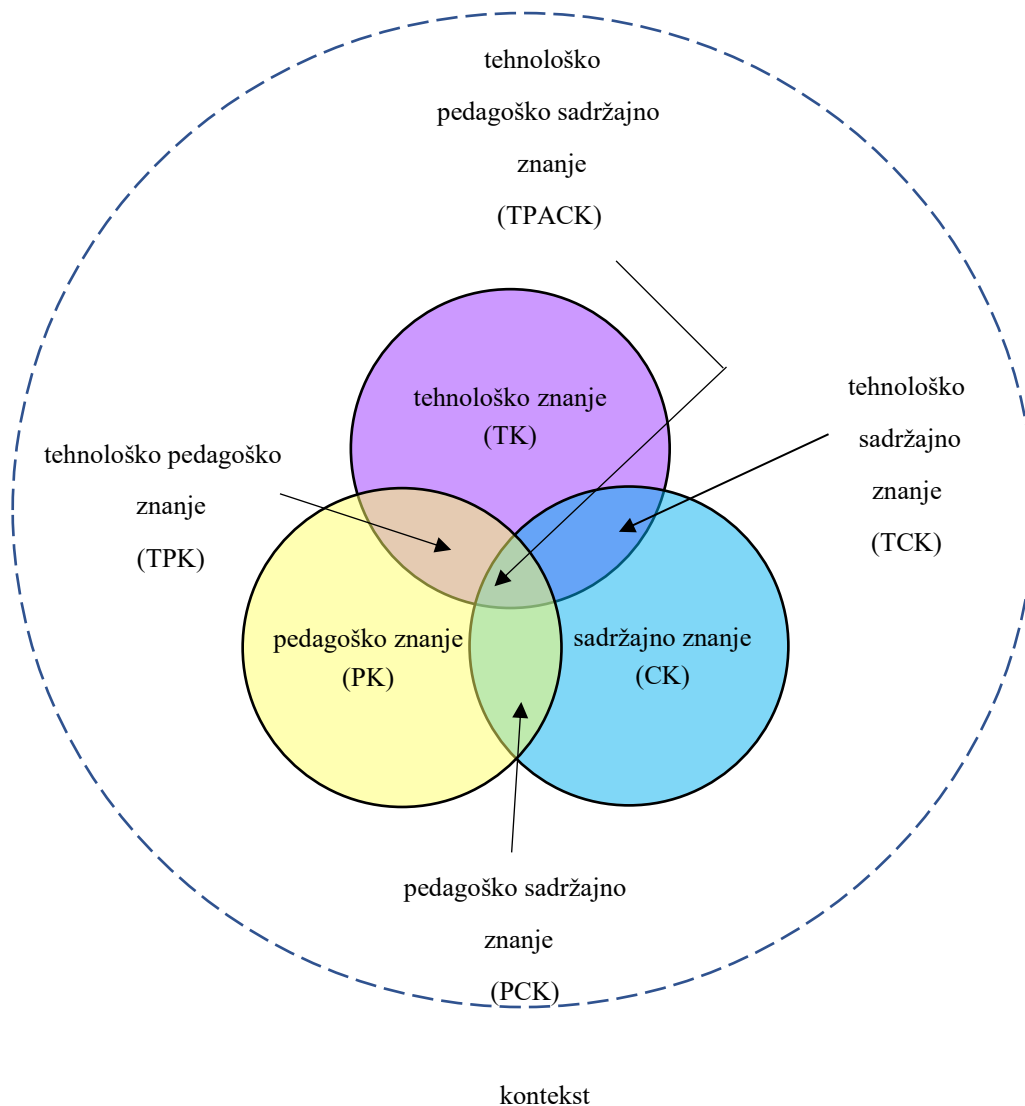 tehnološko
pedagoško sadržajno
znanje
(TPACK)
tehnološko znanje
(TK)
tehnološko
sadržajno
znanje
(TCK)
tehnološko pedagoško
znanje
(TPK)
pedagoško znanje
(PK)
sadržajno znanje
(CK)
pedagoško sadržajno
znanje
(PCK)
kontekst